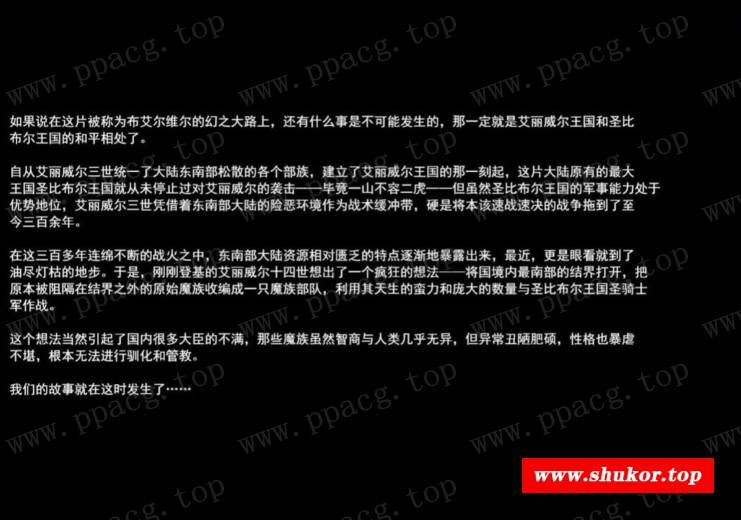 如果说在这片被称为布艾尔维尔的幻之大路上，还有什么事是不可能发生的，那一定就是艾丽威尔王国和圣比
布尔王国的和平相处了。
自从艾丽威尔三世统一了大陆东南部松散的各个部族，建立了艾丽威尔王国的那一刻起，这片大陆原有的最大
王国圣比布尔王国就从未停止过对艾丽威尔的袭击——毕竟一山不容二虎——但虽然圣比布尔王国的军事能力处于
优势地位，艾丽威尔三世凭借着东南部大陆的险恶环境作为战术缓冲带，硬是将本该速战速决的战争拖到了至
今三百余年。
在这三百多年连绵不断的战火之中，东南部大陆资源相对匮乏的特点逐渐地暴露出来，最近，更是眼看就到了
油尽灯枯的地步。于是，刚刚登基的艾丽威尔十四世想出了一个疯狂的想法——将国境内最南部的结界打开，把
原本被阻隔在结界之外的原始魔族收编成一只魔族部队，利用其天生的蛮力和庞大的数量与圣比布尔王国圣骑士
军作战。
这个想法当然引起了国内很多大臣的不满，那些魔族虽然智商与人类几乎无异，但异常丑陋肥硕，性格也暴虐
不堪，根本无法进行驯化和管教。
我们的故事就在这时发生了……
www.ppacg.top
www.shukor.top